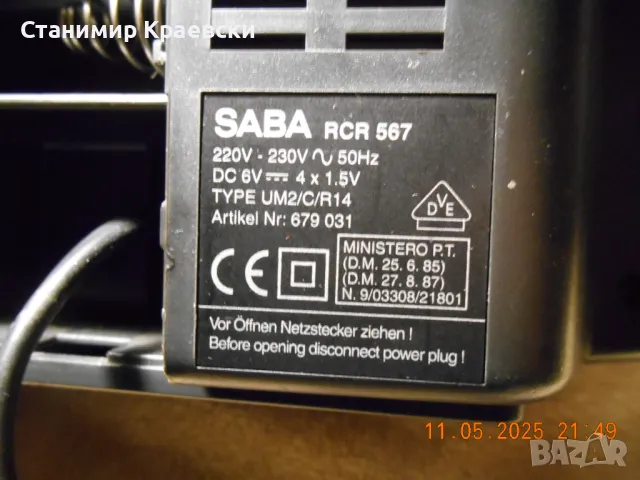 Станимир Краевски
SABA RCR 567
220V - 230V ∿ 50Hz
DC 6V ⎓ 4 x 1.5V
TYPE UM2/C/R14
Artikel Nr: 679 031
DVE
MINISTERO P.T.
(D.M. 25. 6. 85)
(D.M. 27. 8. 87)
N. 9/03308/21801
CE
Vor Öffnen Netzstecker ziehen !
Before opening disconnect power plug !
11.05.2025 21:49
BAZAR